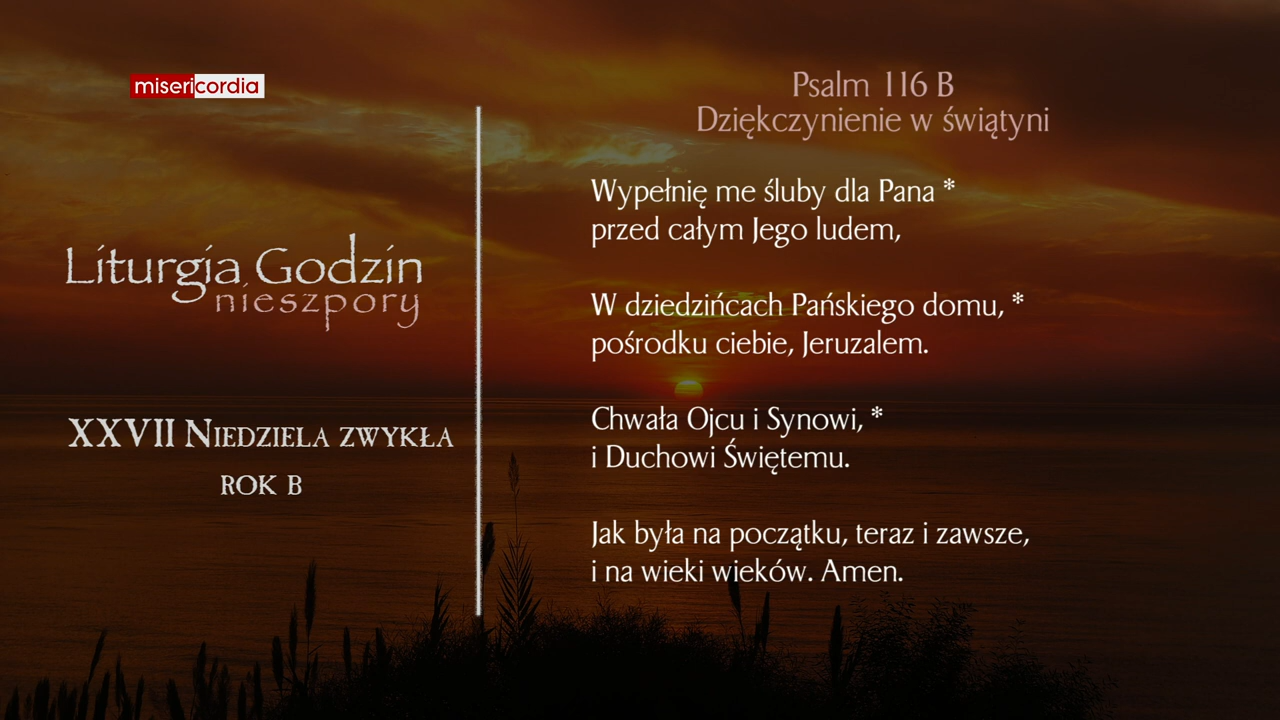 misericordia
Liturgia Godzin
nieszpory
XXVII Niedziela zwykła
rok B
Psalm 116 B
Dziękczynienie w świątyni
Wypełnię me śluby dla Pana *
przed całym Jego ludem,
W dziedzińcach Pańskiego domu, *
pośrodku ciebie, Jeruzalem.
Chwała Ojcu i Synowi, *
i Duchowi Świętemu.
Jak była na początku, teraz i zawsze,
i na wieki wieków. Amen.